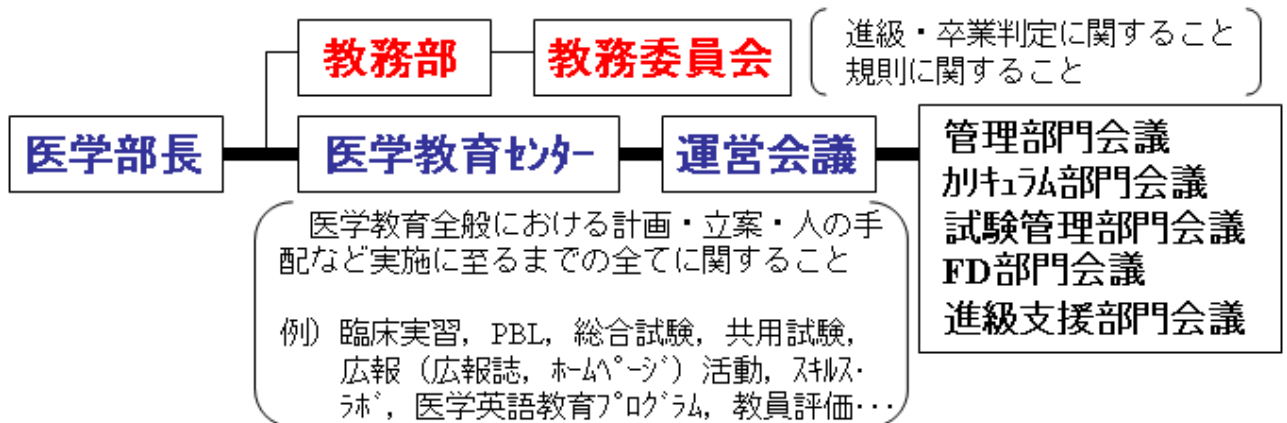 教務部
教務委員会
進級・卒業判定に関すること
規則に関すること
医学部長
医学教育ｾﾝﾀｰ
運営会議
管理部門会議
ｶﾘｷｭﾗﾑ部門会議
試験管理部門会議
FD部門会議
進級支援部門会議
医学教育全般における計画・立案・人の手
配など実施に至るまでの全てに関すること
例）臨床実習，PBL，総合試験，共用試験，
広報（広報誌，ﾎｰﾑﾍﾟｰｼﾞ）活動，ｽｷﾙｽ･
ﾗﾎﾞ，医学英語教育ﾌﾟﾛｸﾞﾗﾑ，教員評価･･･